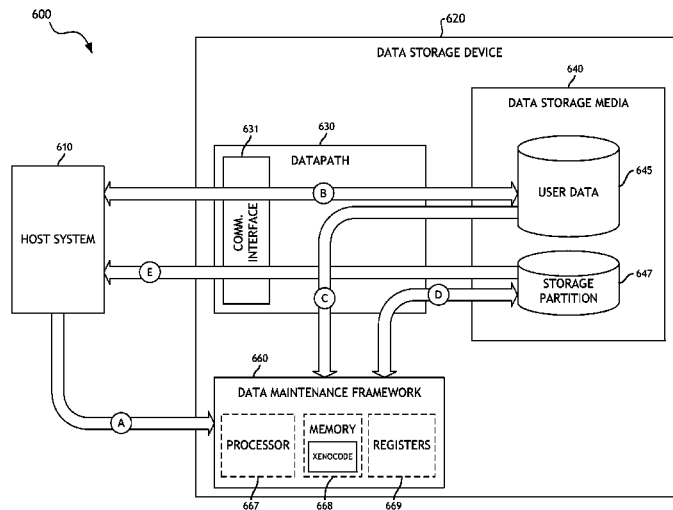 600
620
DATA STORAGE DEVICE
640
DATA STORAGE MEDIA
610
631
630
DATAPATH
645
HOST SYSTEM
COMM.
INTERFACE
B
USER DATA
E
C
D
STORAGE
PARTITION
647
660
DATA MAINTENANCE FRAMEWORK
A
PROCESSOR
MEMORY
XENOCODE
REGISTERS
667
668
669